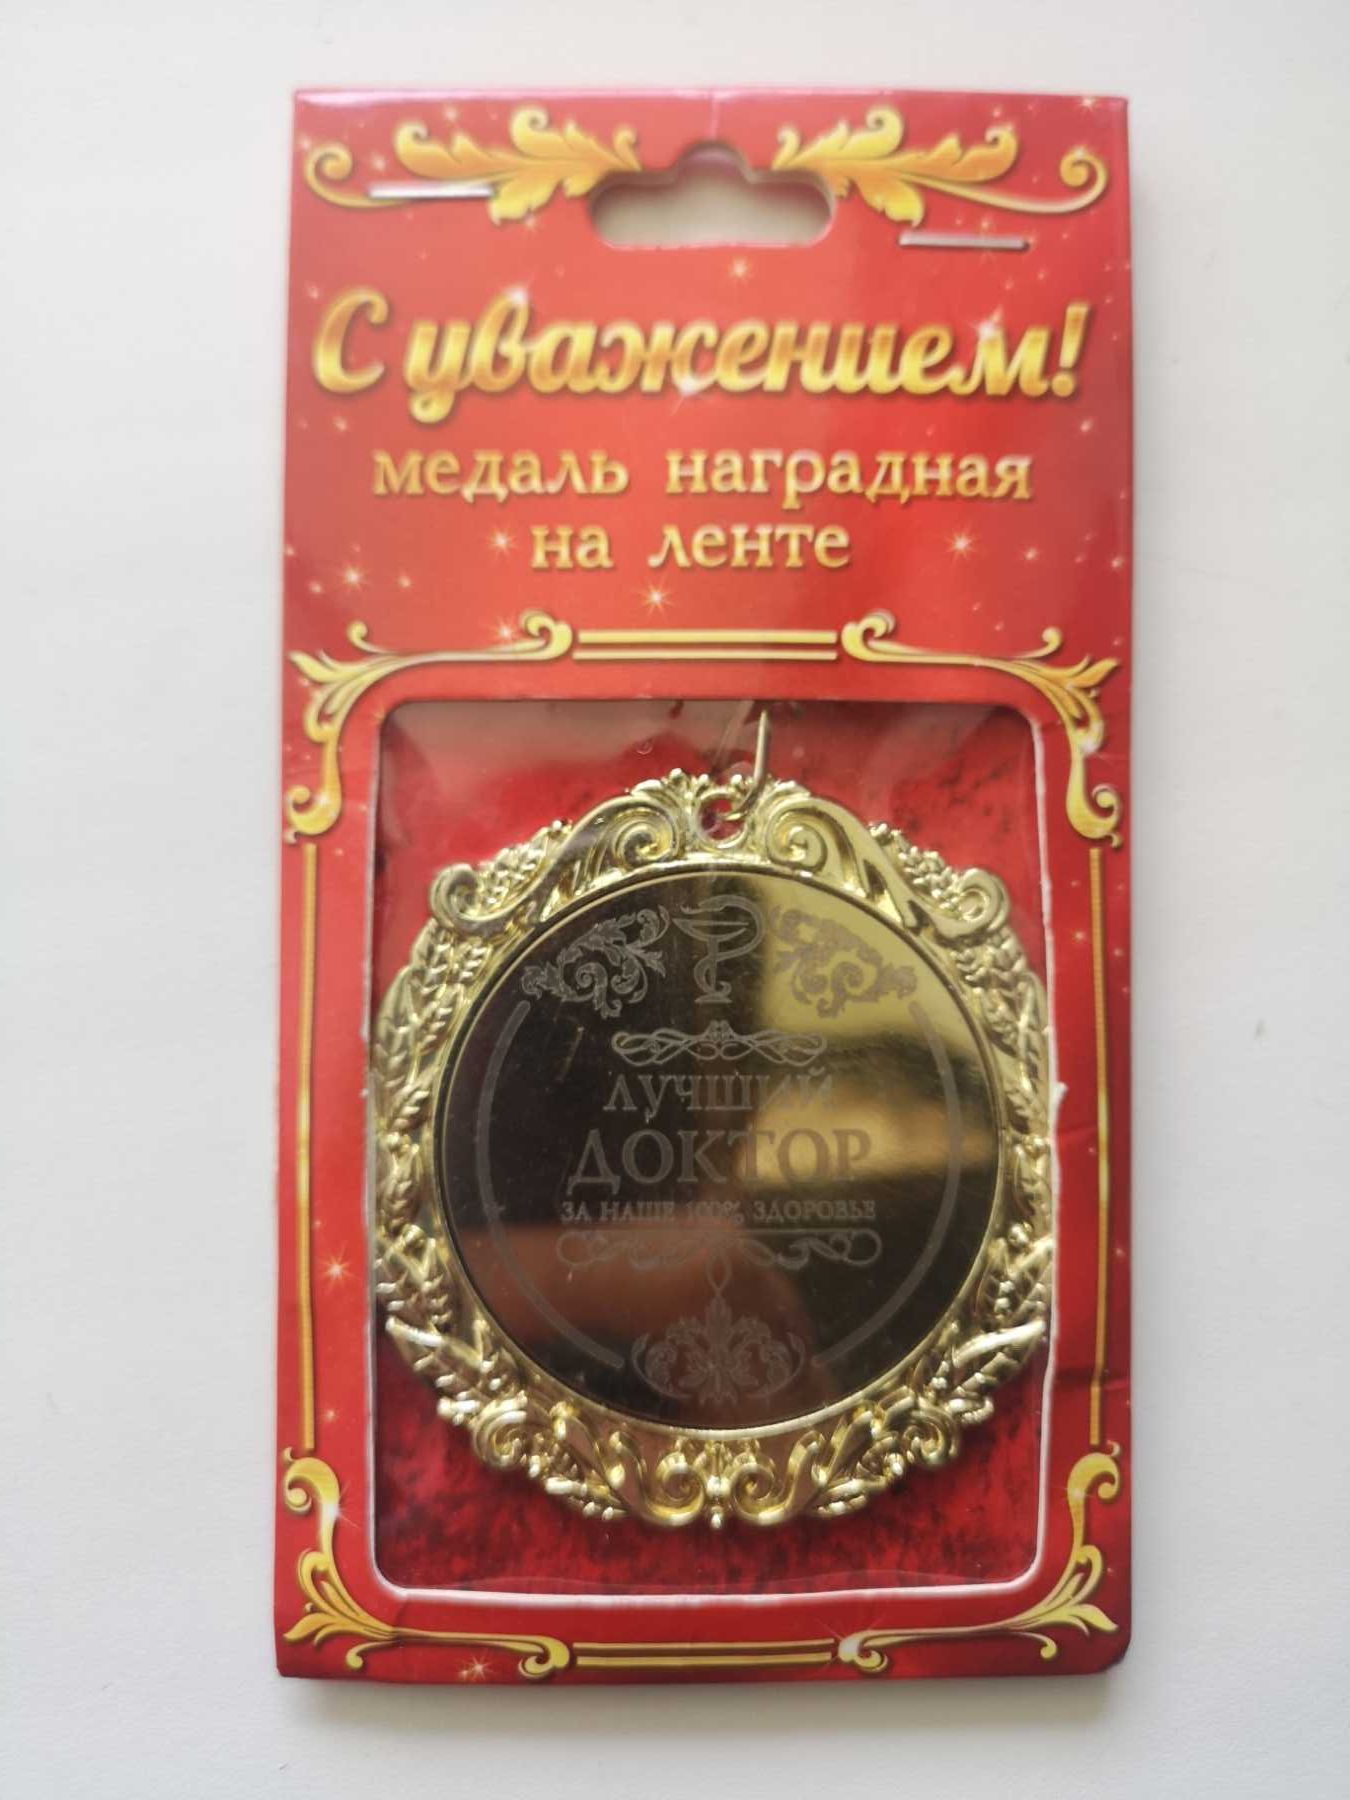 С уважением!
медаль наградная
на ленте
ЛУЧШИЙ
ДОКТОР
ЗА НАШЕ 100% ЗДОРОВЬЕ